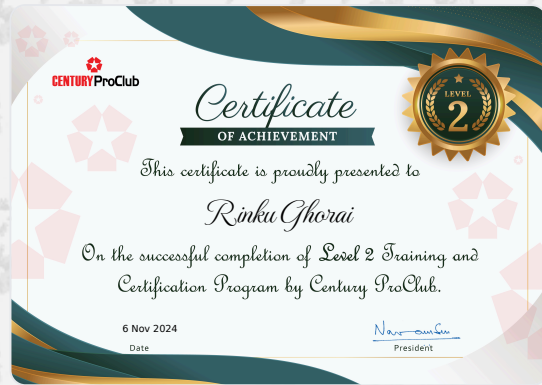 CENTURY ProClub
LEVEL
2
Certificate
OF ACHIEVEMENT
This certificate is proudly presented to
Rinku Ghorai
On the successful completion of Level 2 Training and
Certification Program by Century ProClub.
6 Nov 2024
Date
President